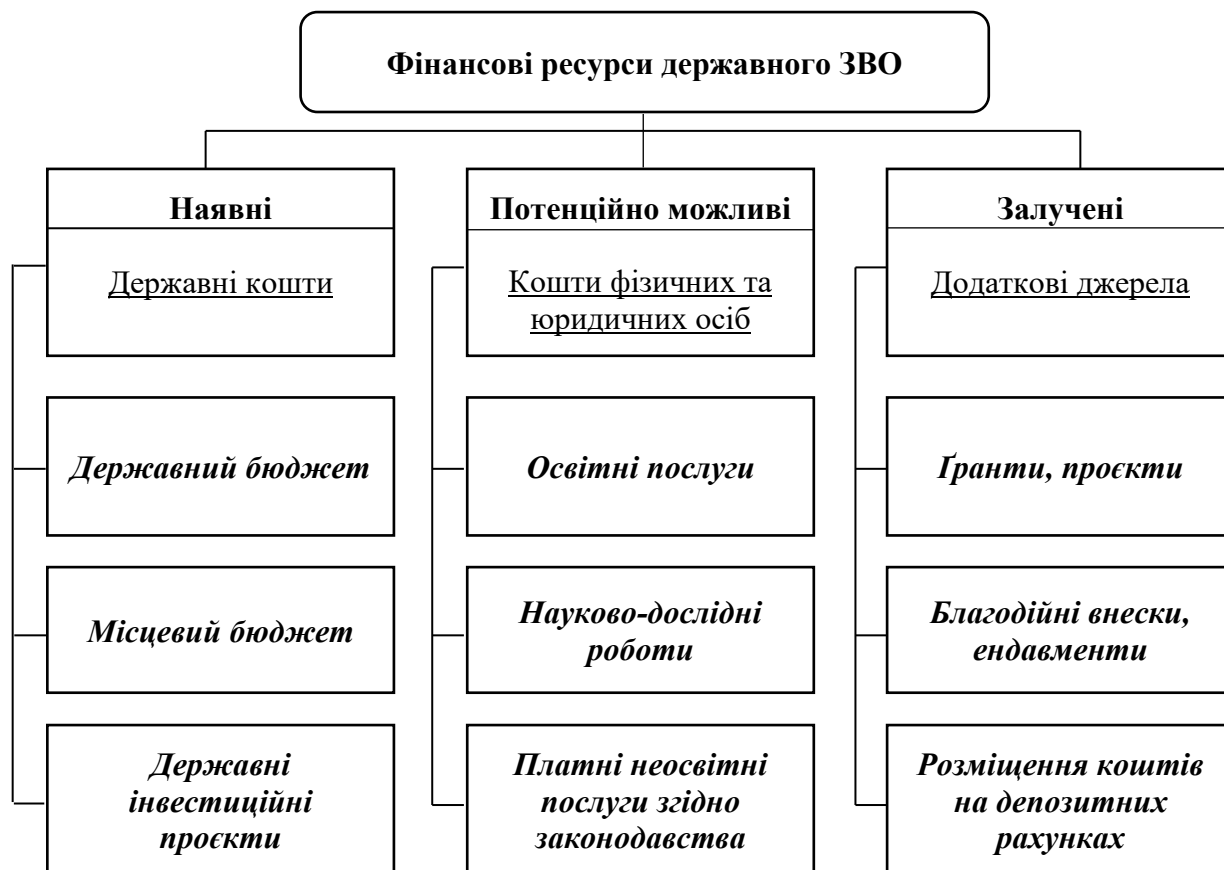 Фінансові ресурси державного ЗВО
Наявні
Державні кошти
Державний бюджет
Місцевий бюджет
Державні
інвестиційні
проєкти
Потенційно можливі
Кошти фізичних та
юридичних осіб
Освітні послуги
Науково-дослідні
роботи
Платні неосвітні
послуги згідно
законодавства
Залучені
Додаткові джерела
Ґранти, проєкти
Благодійні внески,
ендавменти
Розміщення коштів
на депозитних
рахунках